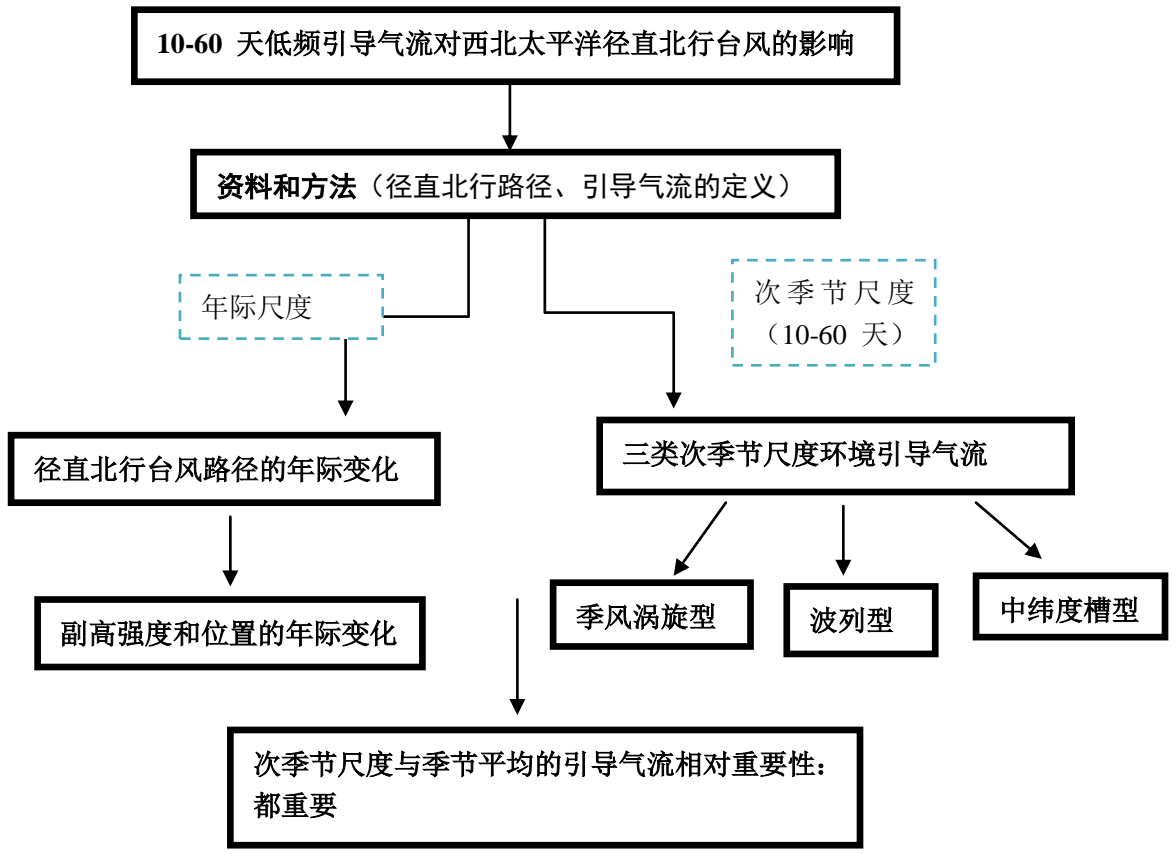 10-60 天低频引导气流对西北太平洋径直北行台风的影响
资料和方法（径直北行路径、引导气流的定义）
年际尺度
次季节尺度
（10-60 天）
径直北行台风路径的年际变化
三类次季节尺度环境引导气流
副高强度和位置的年际变化
季风涡旋型
波列型
中纬度槽型
次季节尺度与季节平均的引导气流相对重要性：
都重要